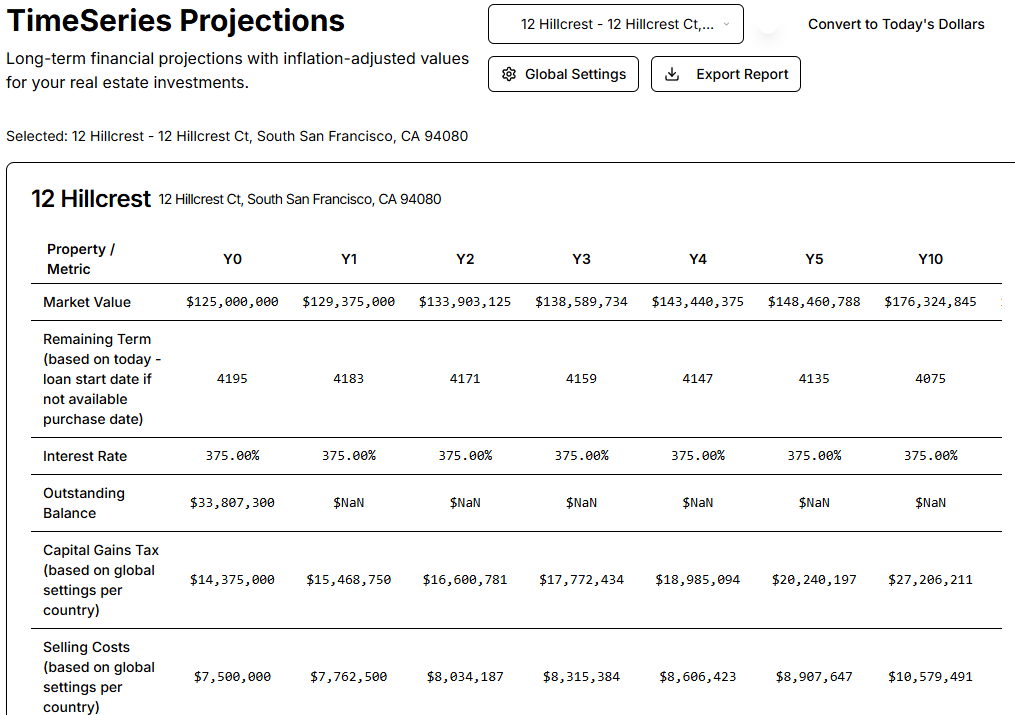 TimeSeries Projections
12 Hillcrest - 12 Hillcrest Ct,...
Convert to Today's Dollars
Long-term financial projections with inflation-adjusted values
for your real estate investments.
Global Settings
Export Report
Selected: 12 Hillcrest - 12 Hillcrest Ct, South San Francisco, CA 94080
12 Hillcrest 12 Hillcrest Ct, South San Francisco, CA 94080
Property /
Metric
Y0 Y1 Y2 Y3 Y4 Y5 Y10
Market Value $125,000,000 $129,375,000 $133,903,125 $138,589,734 $143,440,375 $148,460,788 $176,324,845
Remaining Term
(based on today -
loan start date if
not available
purchase date)
4195 4183 4171 4159 4147 4135 4075
Interest Rate 375.00% 375.00% 375.00% 375.00% 375.00% 375.00% 375.00%
Outstanding
Balance
$33,807,300 $NaN $NaN $NaN $NaN $NaN $NaN
Capital Gains Tax
(based on global
settings per
country)
$14,375,000 $15,468,750 $16,600,781 $17,772,434 $18,985,094 $20,240,197 $27,206,211
Selling Costs
(based on global
settings per
country)
$7,500,000 $7,762,500 $8,034,187 $8,315,384 $8,606,423 $8,907,647 $10,579,491